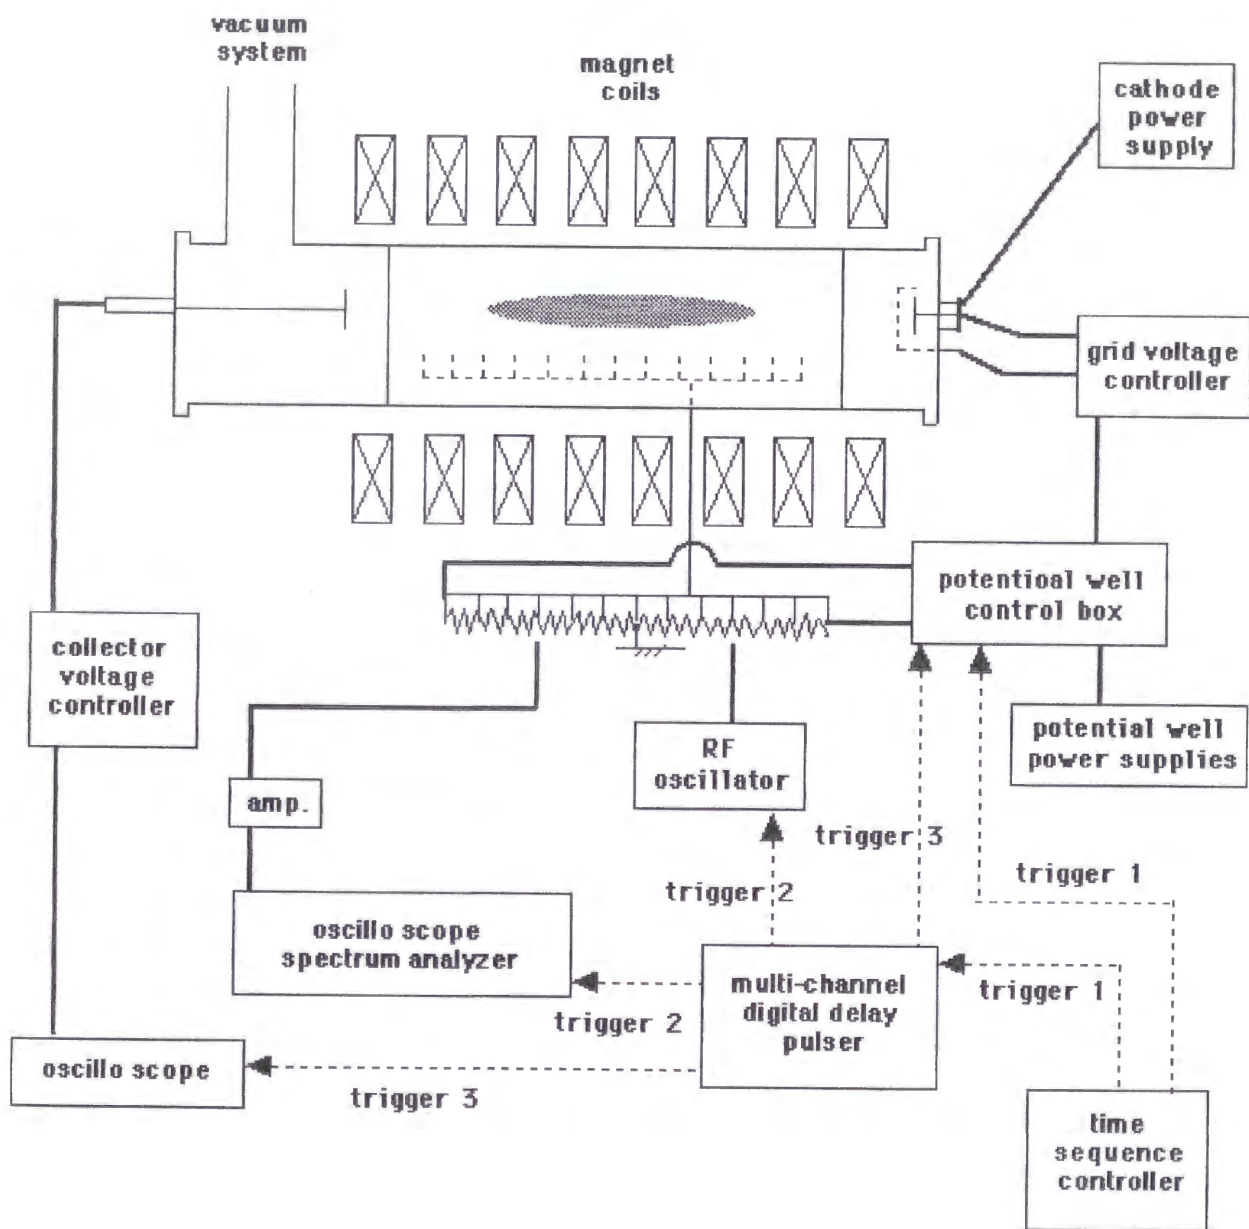 vacuum
system
magnet
coils
cathode
power
supply
grid voltage
controller
potentioal well
control box
collector
voltage
controller
RF
oscillator
potential well
power supplies
amp.
trigger 3
trigger 2
trigger 1
oscillo scope
spectrum analyzer
multi-channel
digital delay
pulser
trigger 1
trigger 2
oscillo scope
trigger 3
time
sequence
controller